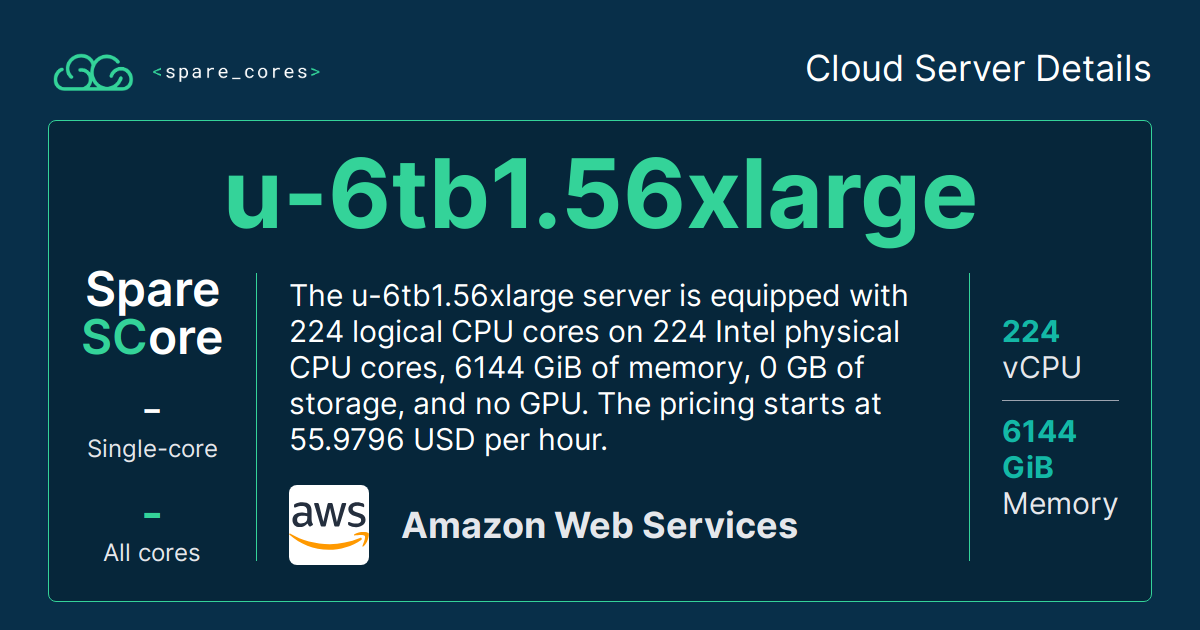 <spare_cores>
Cloud Server Details
u-6tb1.56xlarge
Spare
SCore
-
Single-core
-
All cores
The u-6tb1.56xlarge server is equipped with
224 logical CPU cores on 224 Intel physical
CPU cores, 6144 GiB of memory, 0 GB of
storage, and no GPU. The pricing starts at
55.9796 USD per hour.
aws
Amazon Web Services
224
vCPU
6144
GiB
Memory